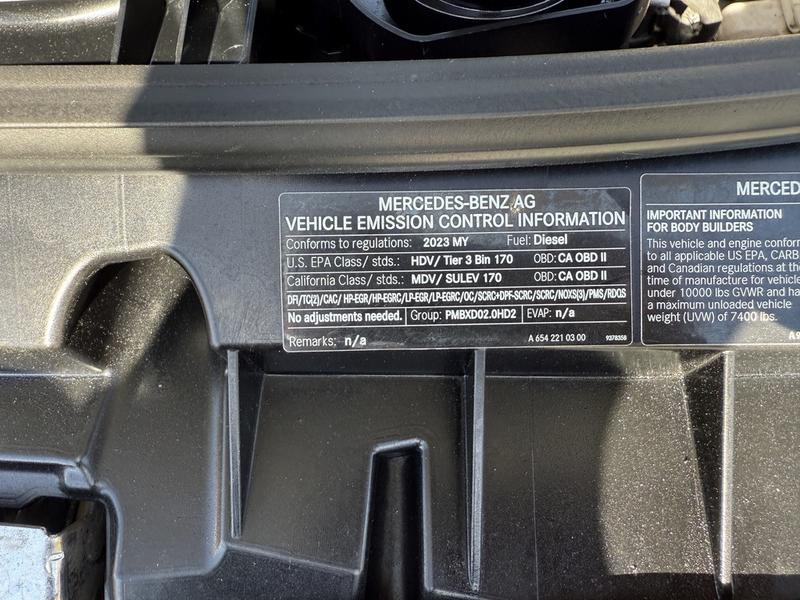 MERCEDES-BENZ AG
VEHICLE EMISSION CONTROL INFORMATION
Conforms to regulations: 2023 MY Fuel: Diesel
U.S. EPA Class/ stds.: HDV/ Tier 3 Bin 170 OBD: CA OBD II
California Class/ stds.: MDV/ SULEV 170 OBD: CA OBD II
DFI/TC(2)/CAC/ HP-EGR/HP-EGRC/LP-EGR/LP-EGRC/OC/SCRC+DPF-SCRC/SCRC/NOXS(3)/PMS/RDQS
No adjustments needed. Group: PMBXD02.0HD2 EVAP: n/a
Remarks: n/a A 654 221 03 00 9378358
MERCED
IMPORTANT INFORMATION
FOR BODY BUILDERS
This vehicle and engine conform
to all applicable US EPA, CARB
and Canadian regulations at the
time of manufacture for vehicle
under 10000 lbs GVWR and ha
a maximum unloaded vehicle
weight (UVW) of 7400 lbs.